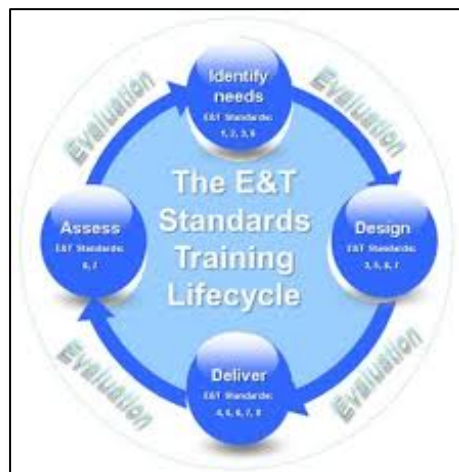 Identify
needs
E&T Standards:
1, 2, 3, 6
Evaluation
Evaluation
The E&T
Standards
Training
Lifecycle
Assess
E&T Standards:
6, 7
Design
E&T Standards:
3, 5, 6, 7
Evaluation
Evaluation
Deliver
E&T Standards:
4, 5, 6, 7, 8